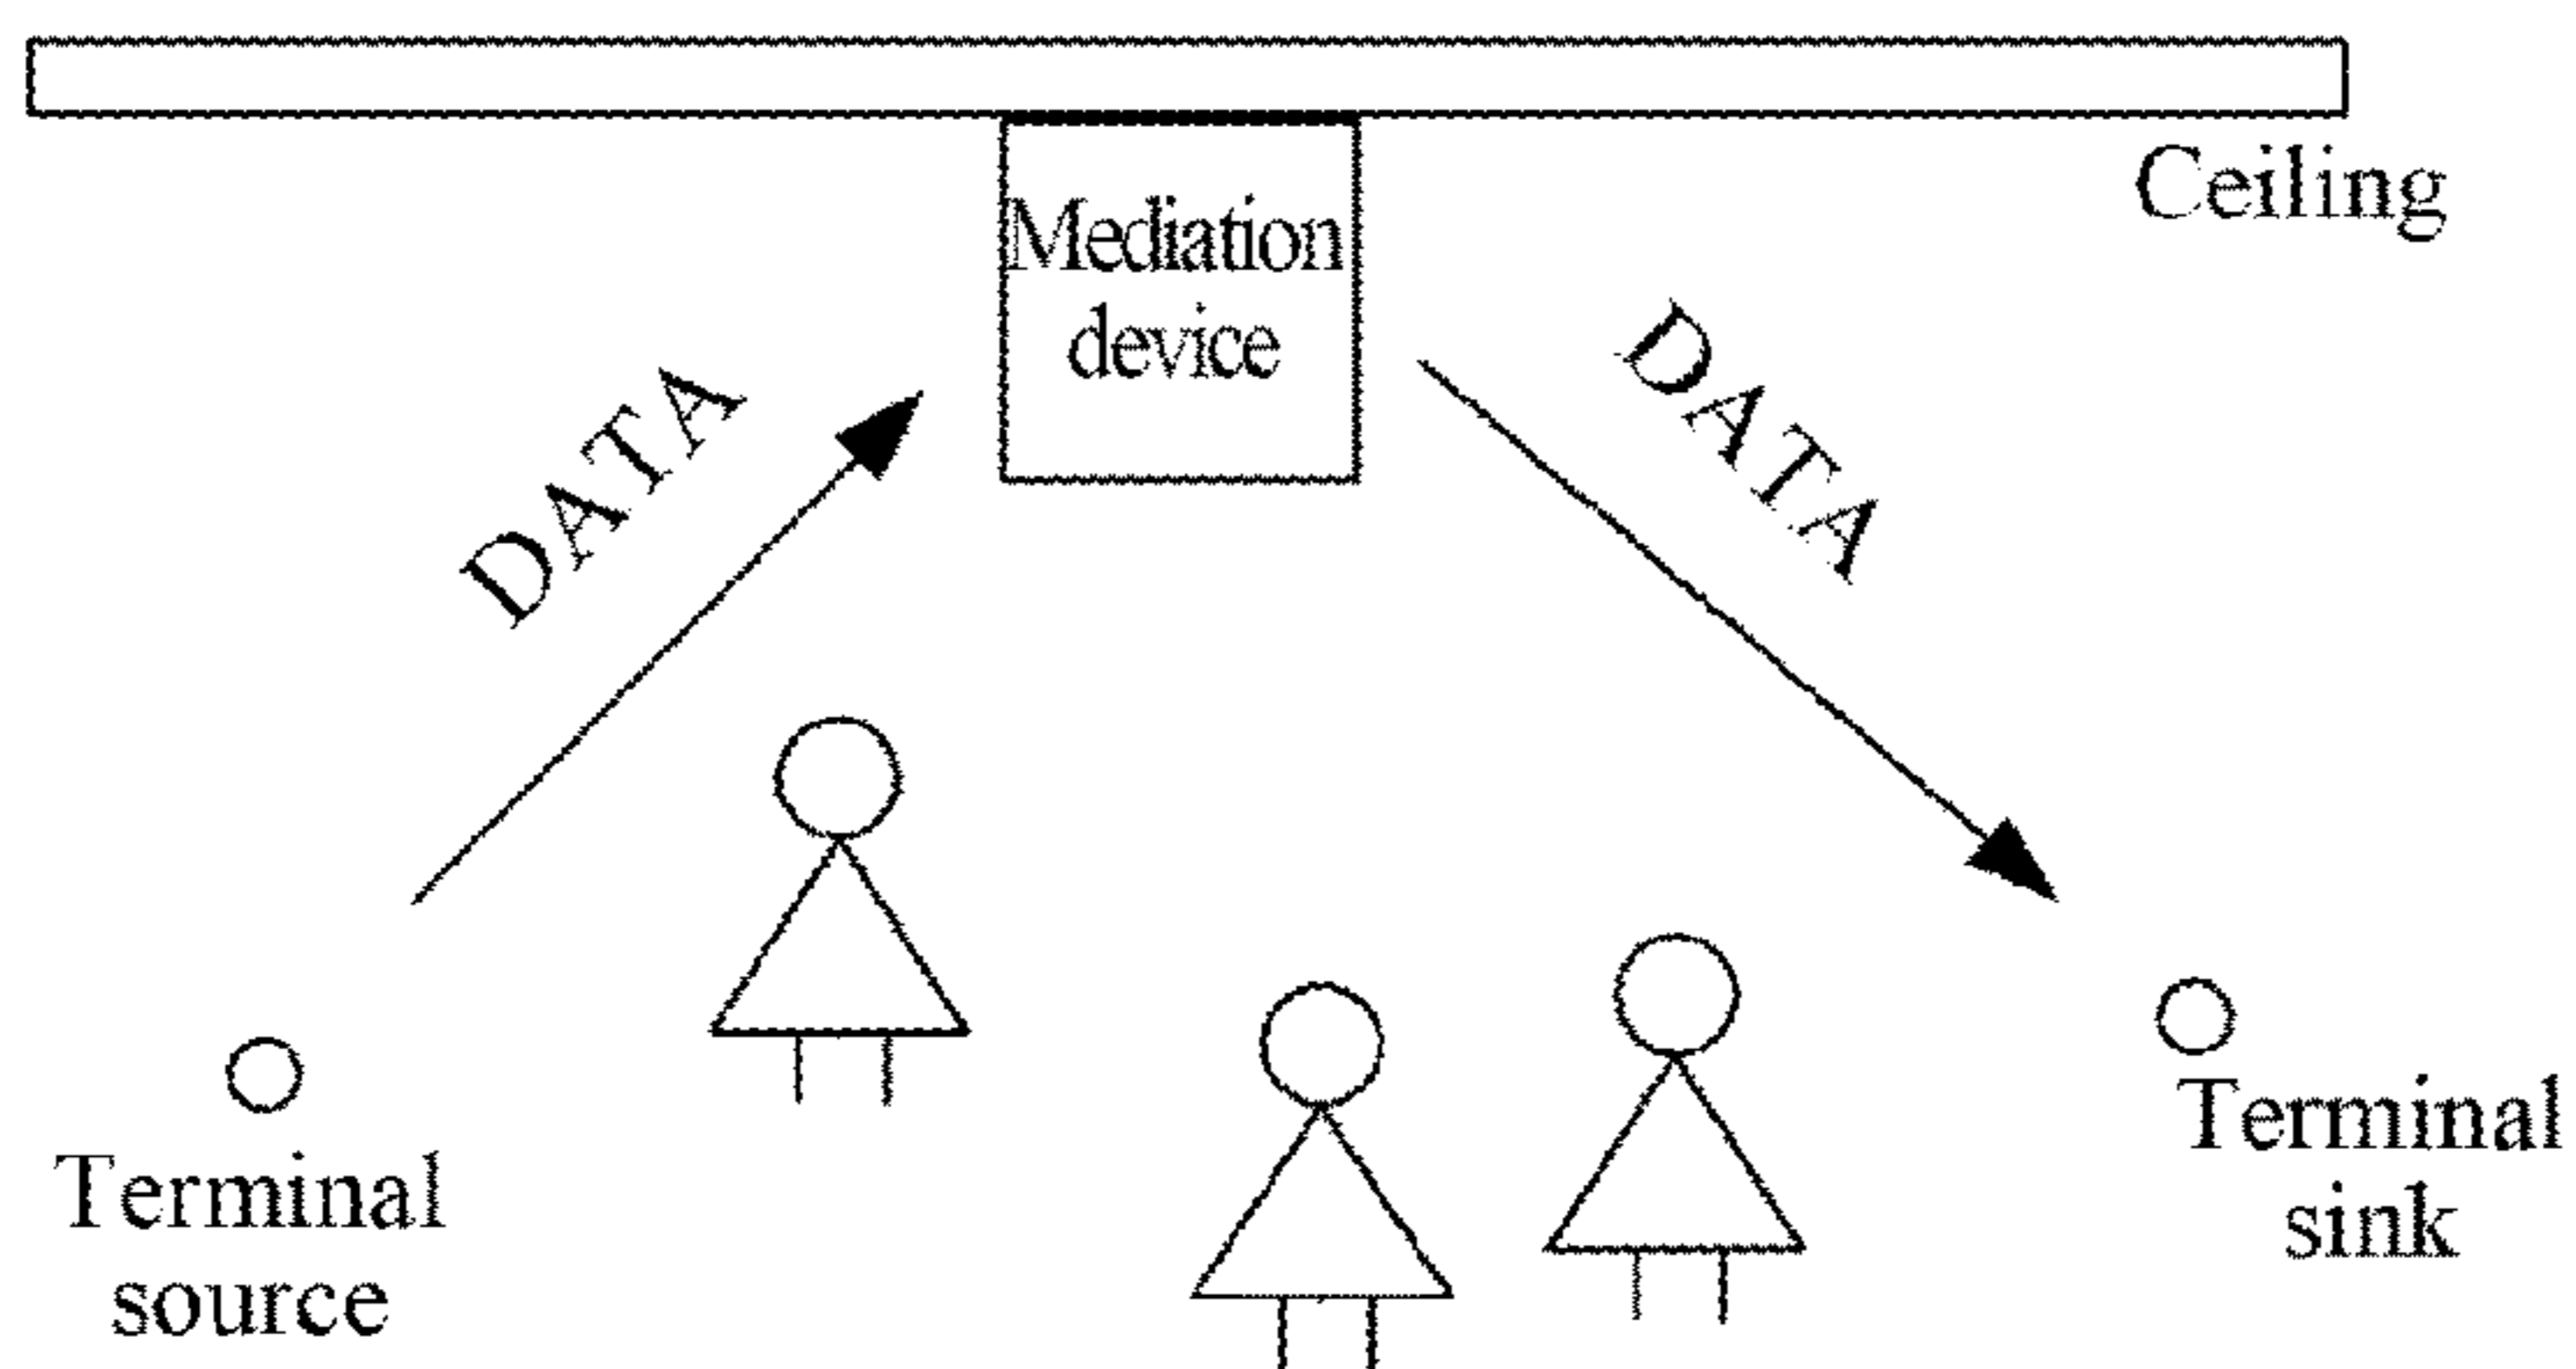 Ceiling
Mediation
device
DATA
DATA
Terminal
source
Terminal
sink